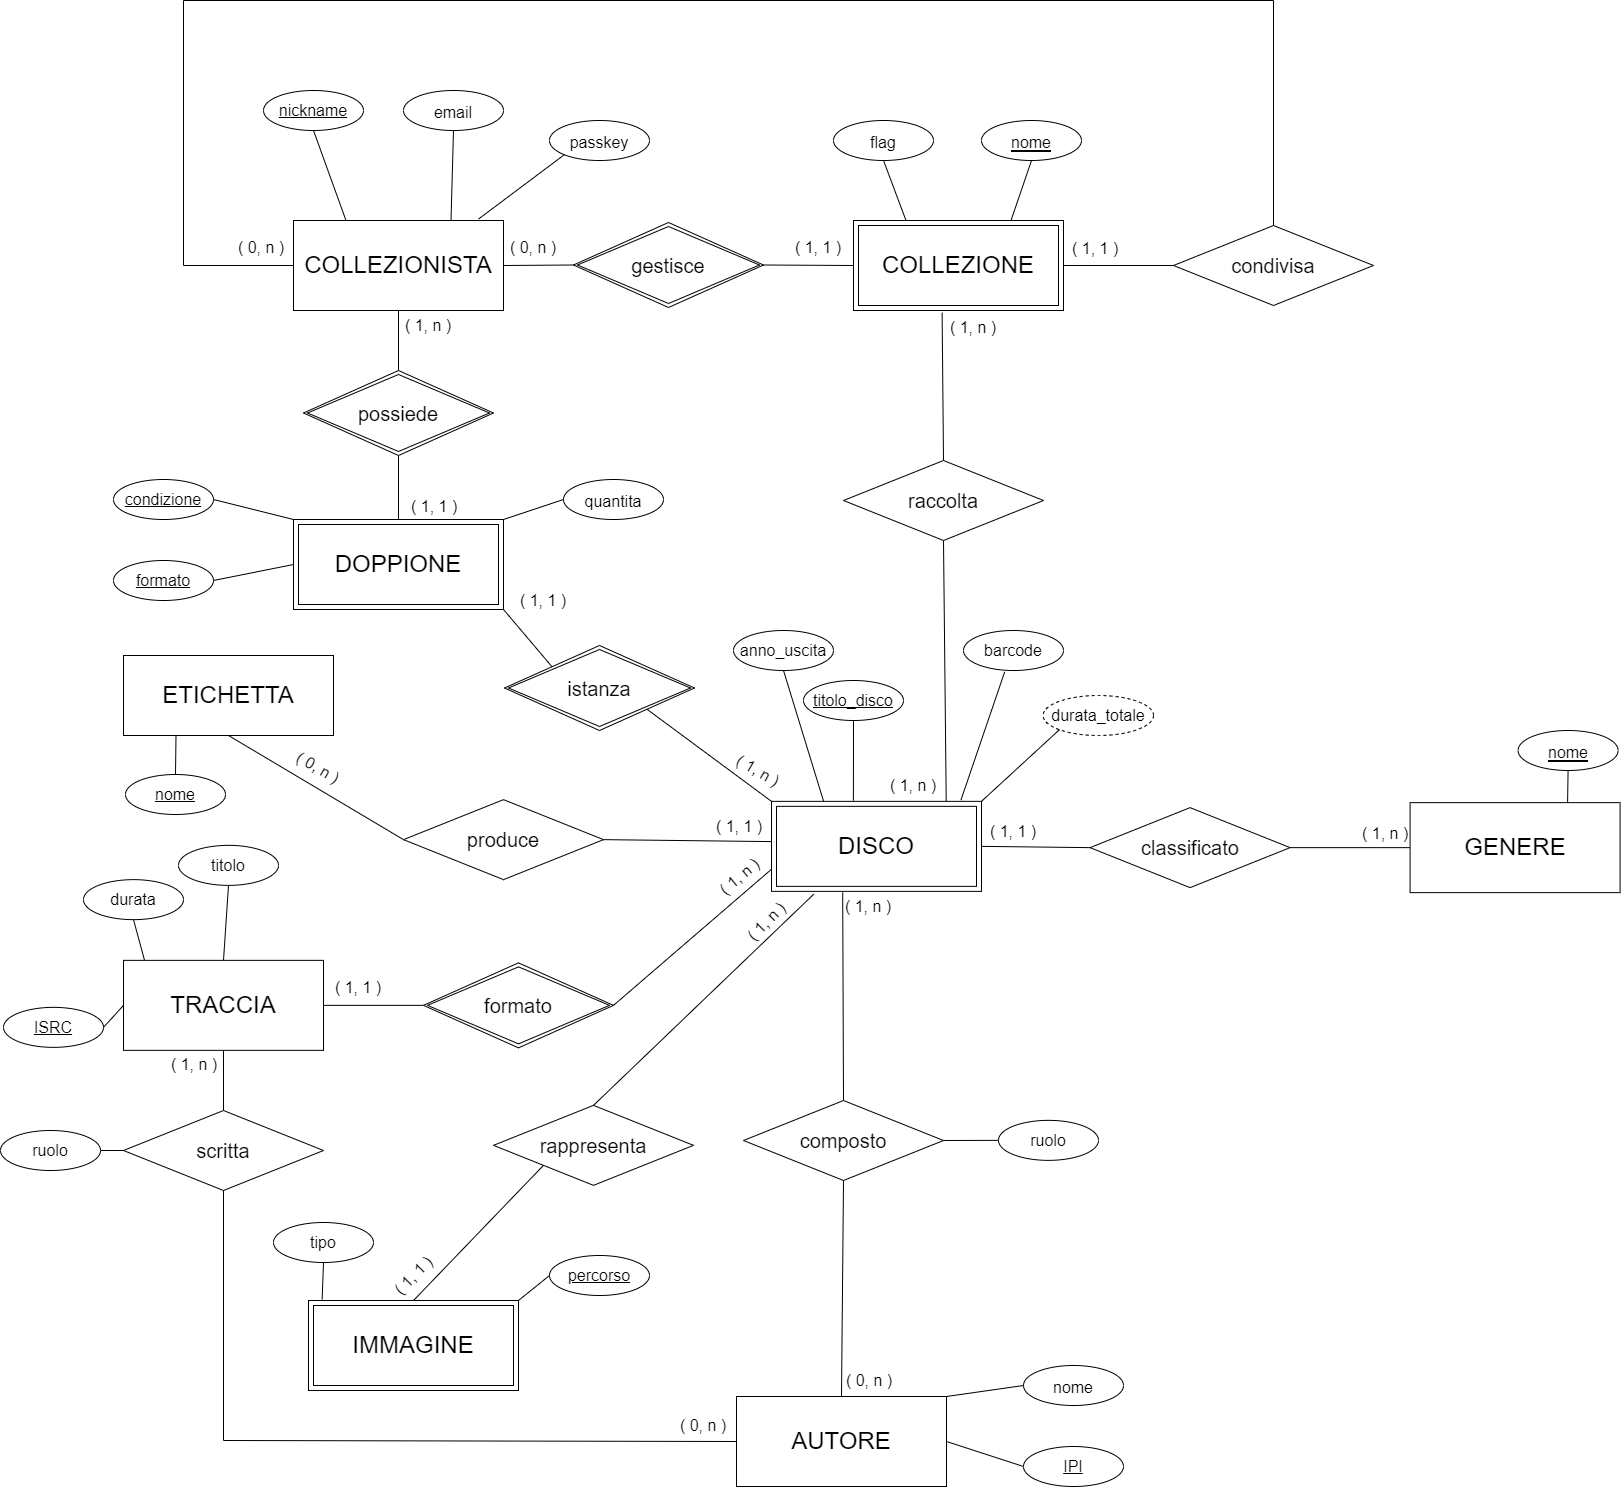 nickname
email
passkey
flag
nome
( 0, n )
COLLEZIONISTA
( 0, n )
gestisce
( 1, 1 )
COLLEZIONE
( 1, 1 )
condivisa
( 1, n )
( 1, n )
possiede
condizione
( 1, 1 )
quantita
raccolta
formato
DOPPIONE
( 1, 1 )
ETICHETTA
istanza
anno_uscita
titolo_disco
barcode
durata_totale
nome
( 0, n )
( 1, n )
( 1, n )
nome
produce
( 1, 1 )
DISCO
( 1, 1 )
classificato
( 1, n )
GENERE
titolo
durata
( 1, n )
( 1, n )
( 1, n )
ISRC
TRACCIA
( 1, 1 )
formato
( 1, n )
ruolo
scritta
rappresenta
composto
ruolo
tipo
( 1, 1 )
percorso
IMMAGINE
( 0, n )
nome
( 0, n )
AUTORE
IPI